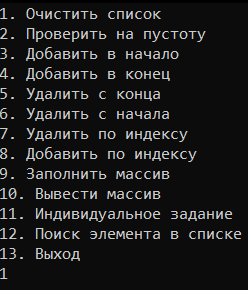 1. Очистить список
2. Проверить на пустоту
3. Добавить в начало
4. Добавить в конец
5. Удалить с конца
6. Удалить с начала
7. Удалить по индексу
8. Добавить по индексу
9. Заполнить массив
10. Вывести массив
11. Индивидуальное задание
12. Поиск элемента в списке
13. Выход
1